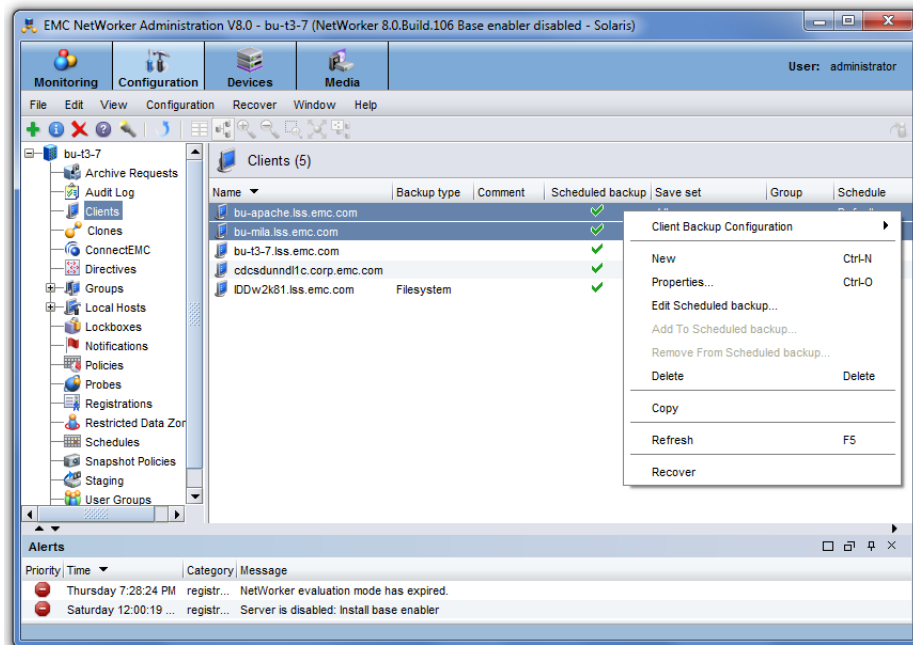 EMC NetWorker Administration V8.0 - bu-t3-7 (NetWorker 8.0.Build.106 Base enabler disabled - Solaris)
Monitoring Configuration Devices Media User: administrator
File Edit View Configuration Recover Window Help
bu-t3-7
Archive Requests
Audit Log
Clients
Clones
ConnectEMC
Directives
Groups
Local Hosts
Lockboxes
Notifications
Policies
Probes
Registrations
Restricted Data Zor
Schedules
Snapshot Policies
Staging
User Groups
Clients (5)
Name Backup type Comment Scheduled backup Save set Group Schedule
bu-apache.lss.emc.com
bu-mila.lss.emc.com
bu-t3-7.lss.emc.com
cdcsdunndl1c.corp.emc.com
IDDw2k81.lss.emc.com Filesystem
Client Backup Configuration
New Ctrl-N
Properties... Ctrl-O
Edit Scheduled backup...
Add To Scheduled backup...
Remove From Scheduled backup...
Delete Delete
Copy
Refresh F5
Recover
Alerts
Priority Time Category Message
Thursday 7:28:24 PM registr... NetWorker evaluation mode has expired.
Saturday 12:00:19 ... registr... Server is disabled: Install base enabler